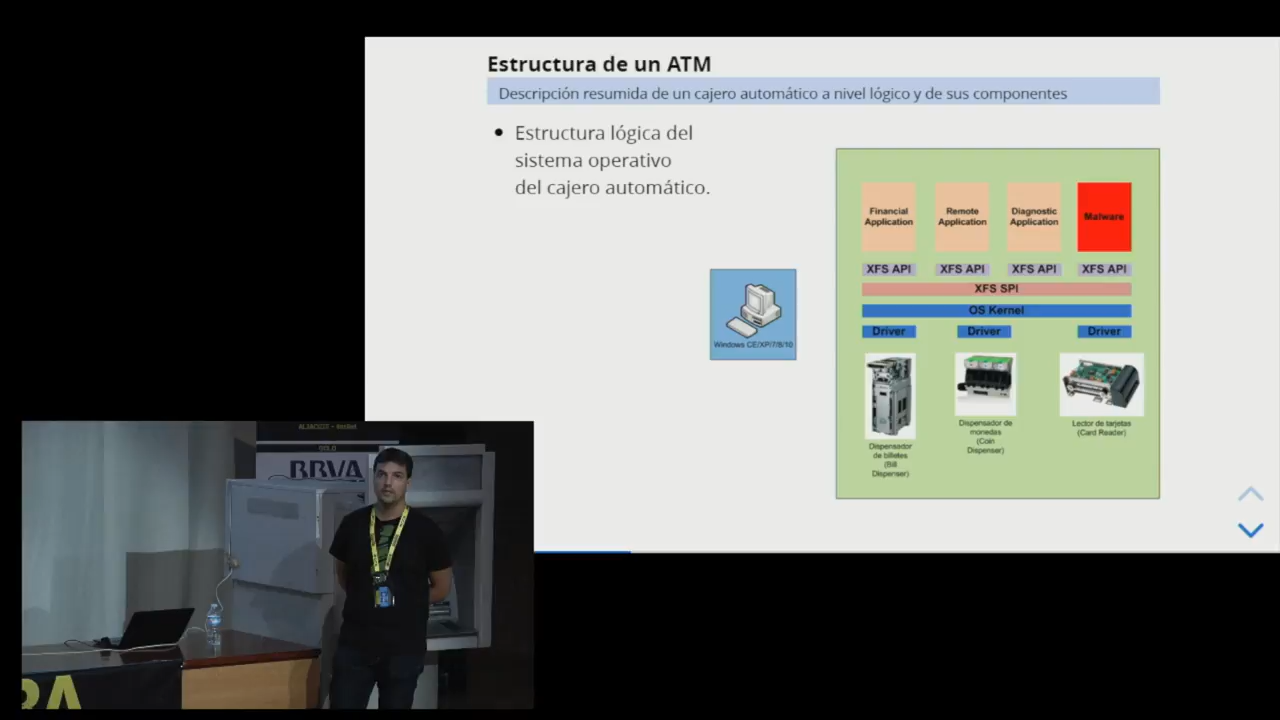 Estructura de un ATM
Descripción resumida de un cajero automático a nivel lógico y de sus componentes
• Estructura lógica del
sistema operativo
del cajero automático.
Windows CE/XP/7/8/10
Financial
Application
Remote
Application
Diagnostic
Application
Malware
XFS API
XFS API
XFS API
XFS API
XFS SPI
OS Kernel
Driver
Driver
Driver
Dispensador
de billetes
(Bill
Dispenser)
Dispensador de
monedas
(Coin
Dispenser)
Lector de tarjetas
(Card Reader)
BBVA